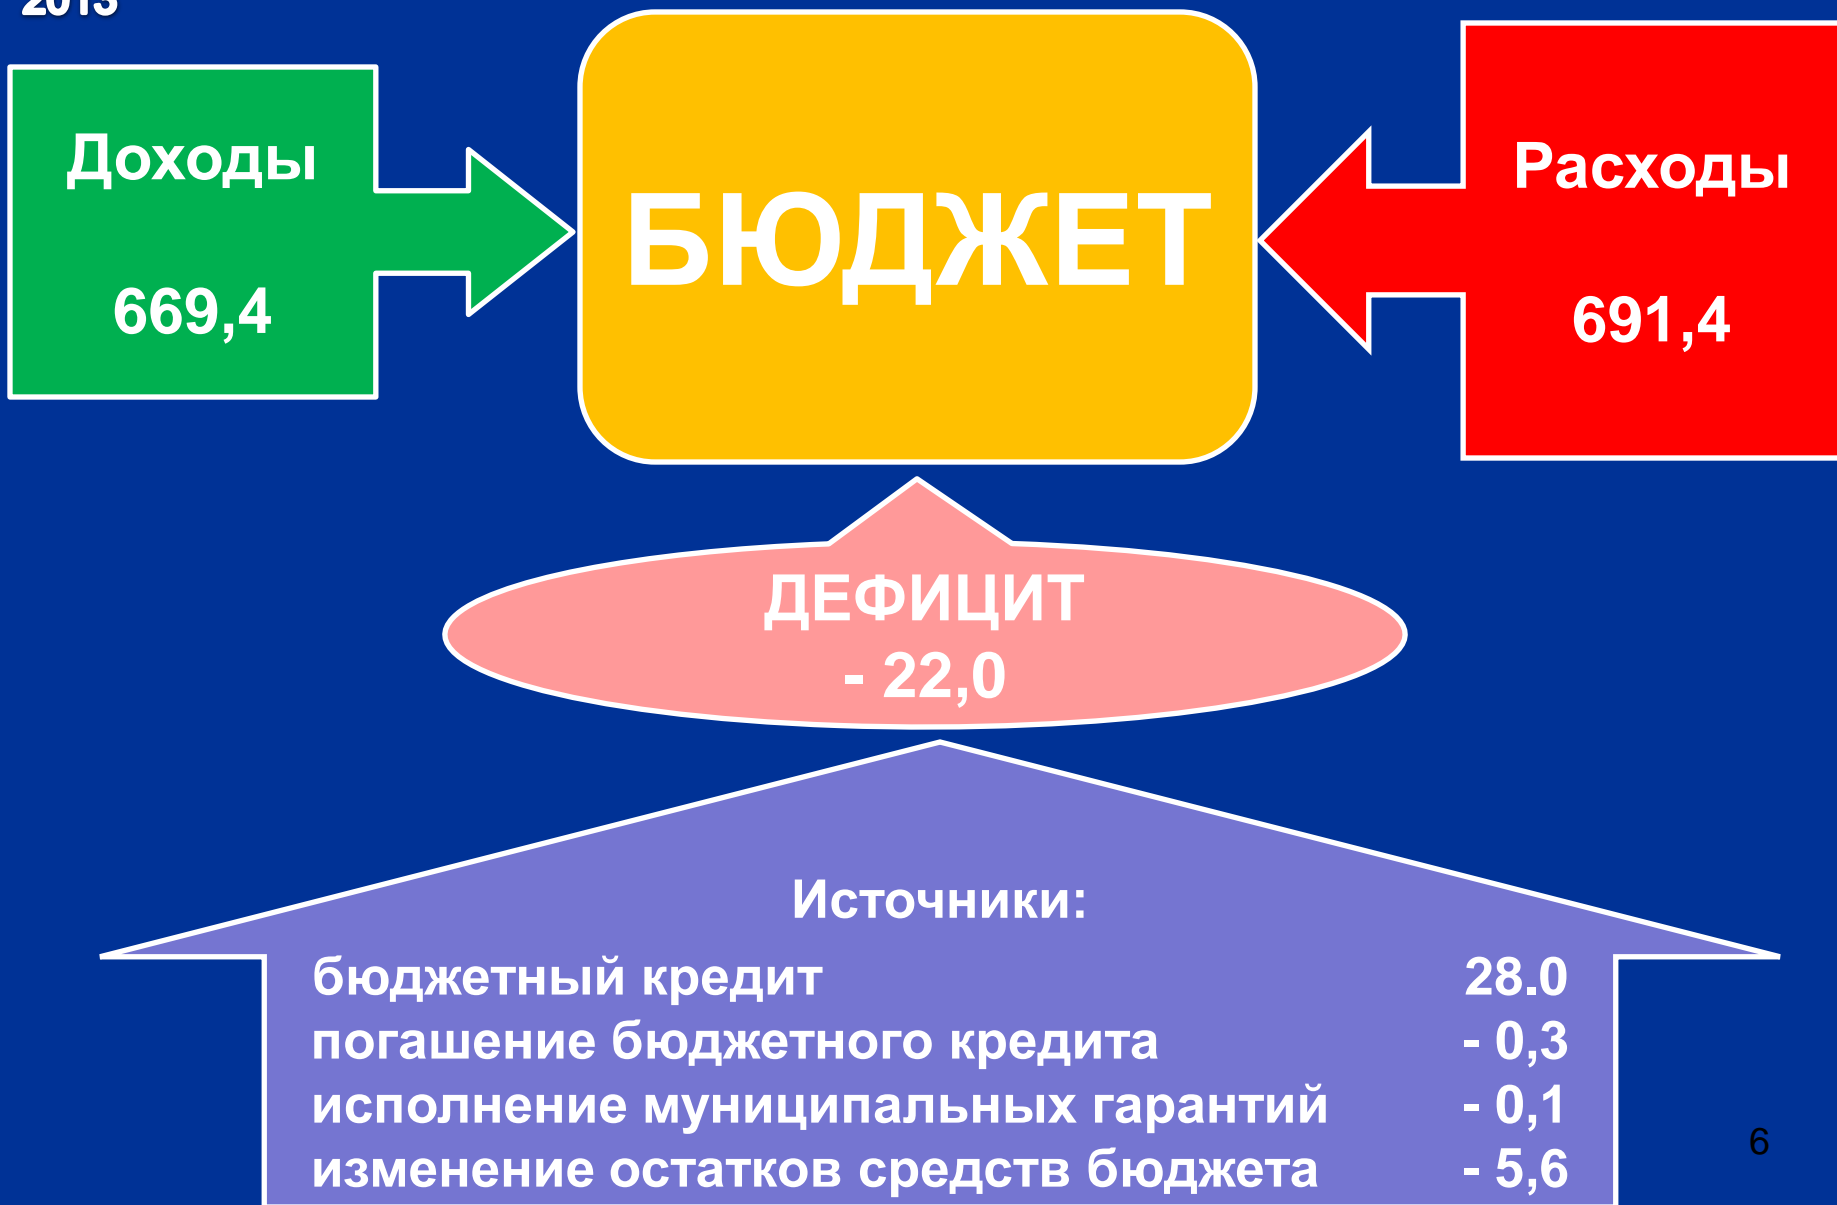 2013
Доходы
669,4
БЮДЖЕТ
Расходы
691,4
ДЕФИЦИТ
- 22,0
Источники:
бюджетный кредит 28.0
погашение бюджетного кредита - 0,3
исполнение муниципальных гарантий - 0,1
изменение остатков средств бюджета - 5,6
6